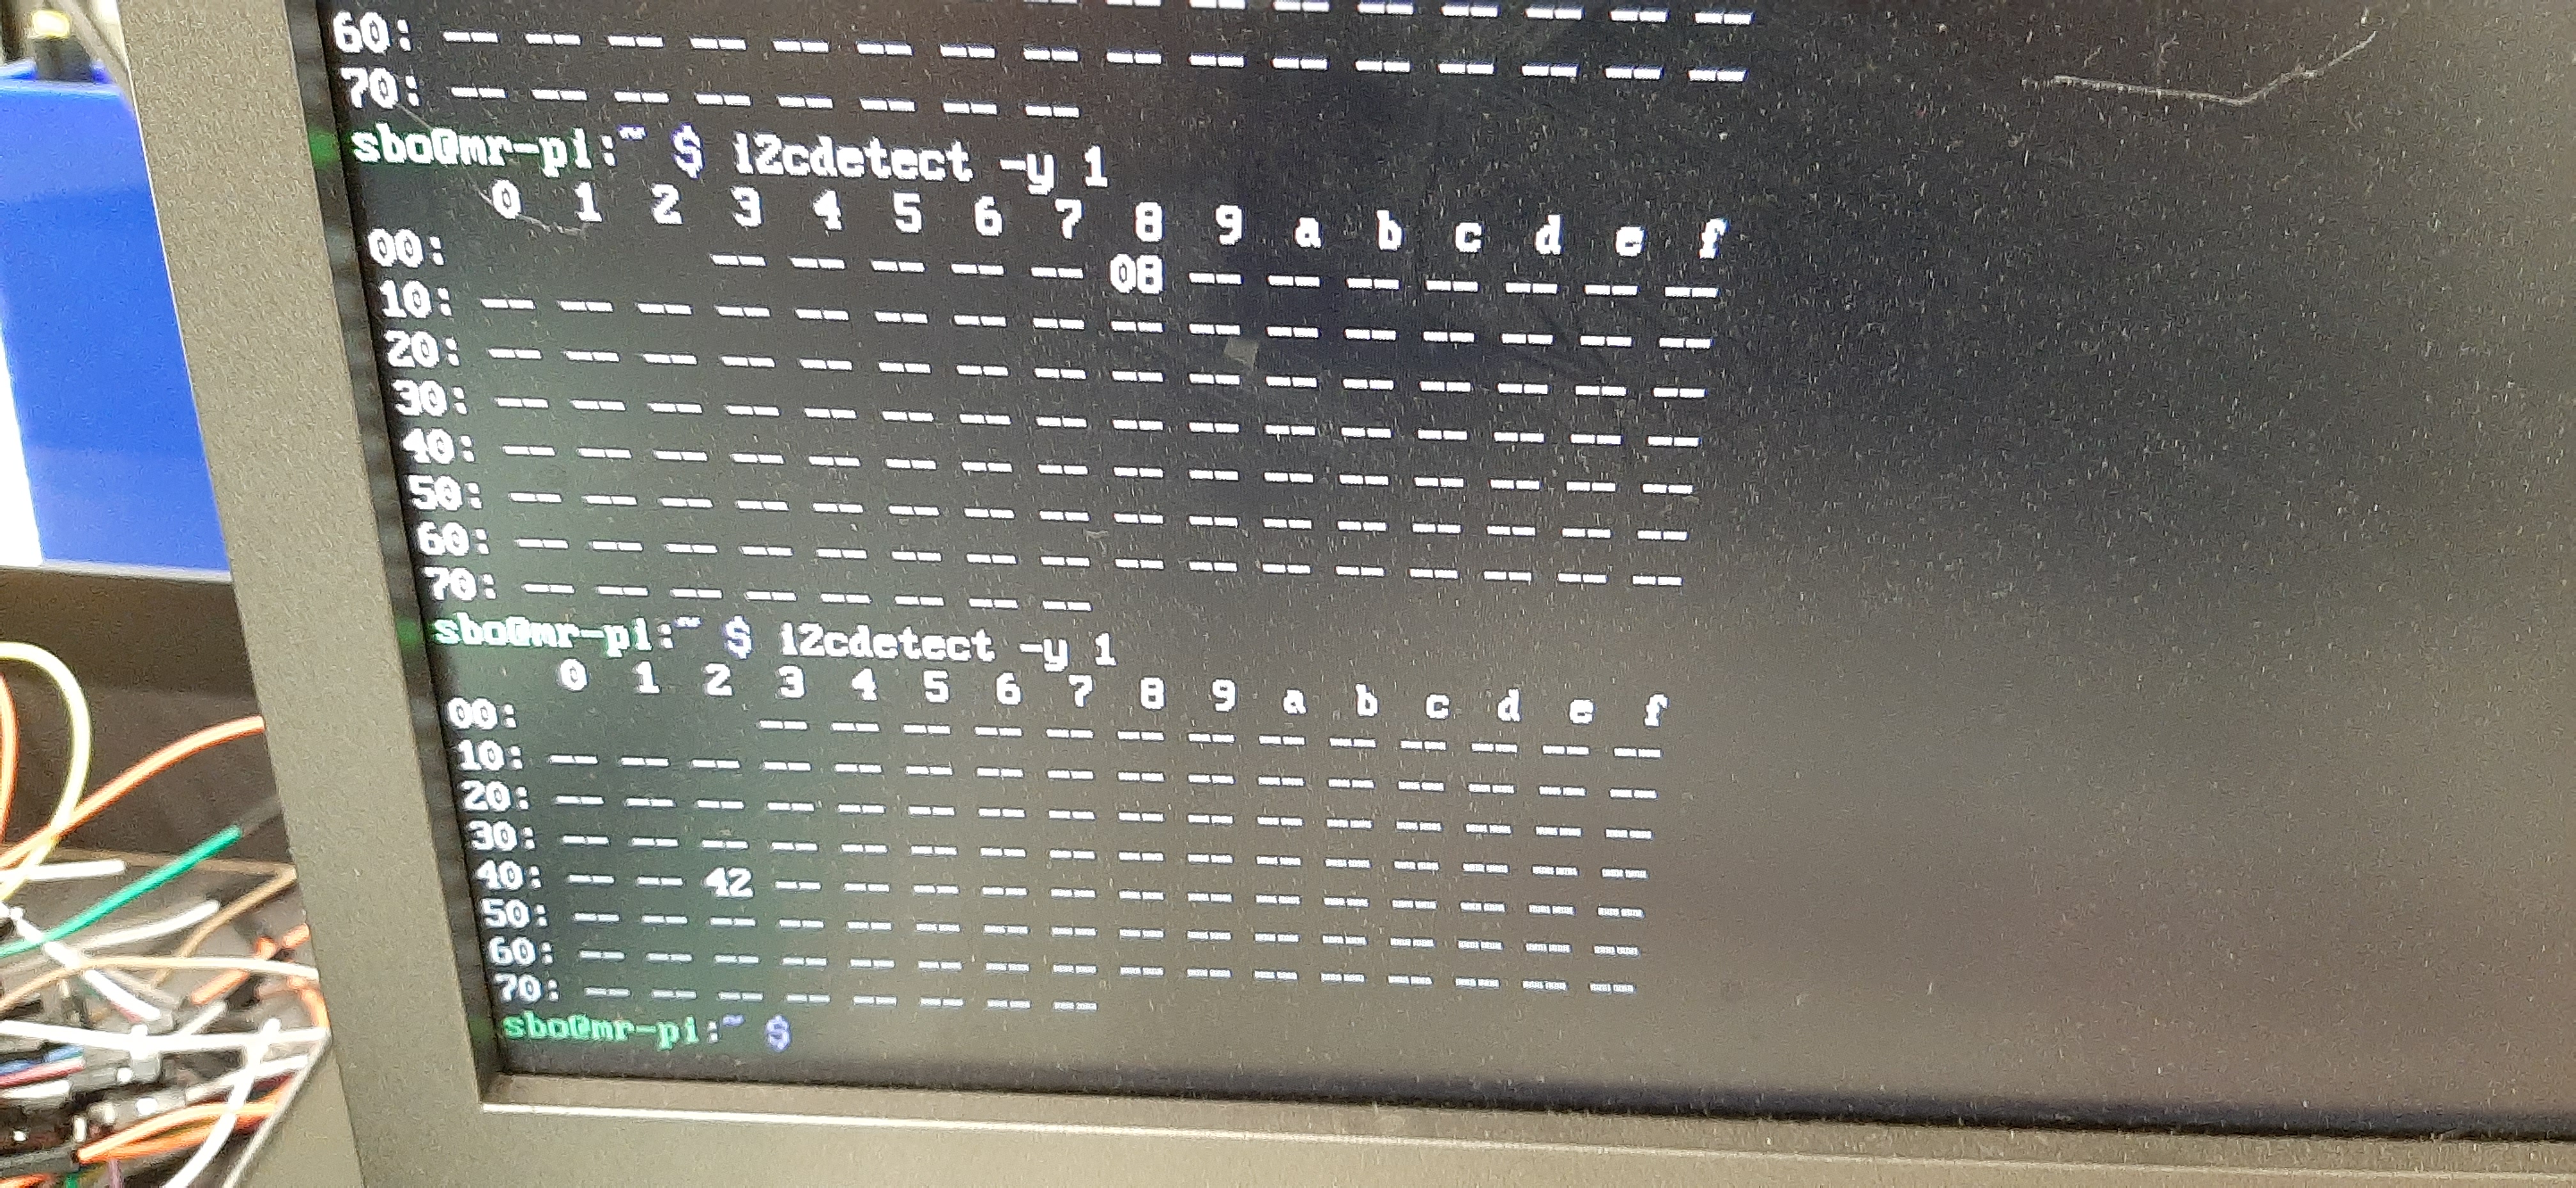 -- -- -- -- -- -- -- -- --
60: -- -- -- -- -- -- -- -- -- -- -- -- -- -- -- --
70: -- -- -- -- -- -- -- --
sbo@mr-pi:~ $ i2cdetect -y 1
0 1 2 3 4 5 6 7 8 9 a b c d e f
00: -- -- -- -- -- 08 -- -- -- -- -- -- --
10: -- -- -- -- -- -- -- -- -- -- -- -- -- -- -- --
20: -- -- -- -- -- -- -- -- -- -- -- -- -- -- -- --
30: -- -- -- -- -- -- -- -- -- -- -- -- -- -- -- --
40: -- -- -- -- -- -- -- -- -- -- -- -- -- -- -- --
50: -- -- -- -- -- -- -- -- -- -- -- -- -- -- -- --
60: -- -- -- -- -- -- -- -- -- -- -- -- -- -- -- --
70: -- -- -- -- -- -- -- --
sbo@mr-pi:~ $ i2cdetect -y 1
0 1 2 3 4 5 6 7 8 9 a b c d e f
00: -- -- -- -- -- -- -- -- -- -- -- -- --
10: -- -- -- -- -- -- -- -- -- -- -- -- -- -- -- --
20: -- -- -- -- -- -- -- -- -- -- -- -- -- -- -- --
30: -- -- -- -- -- -- -- -- -- -- -- -- -- -- -- --
40: -- -- 42 -- -- -- -- -- -- -- -- -- -- -- -- --
50: -- -- -- -- -- -- -- -- -- -- -- -- -- -- -- --
60: -- -- -- -- -- -- -- -- -- -- -- -- -- -- -- --
70: -- -- -- -- -- -- -- --
sbo@mr-pi:~ $